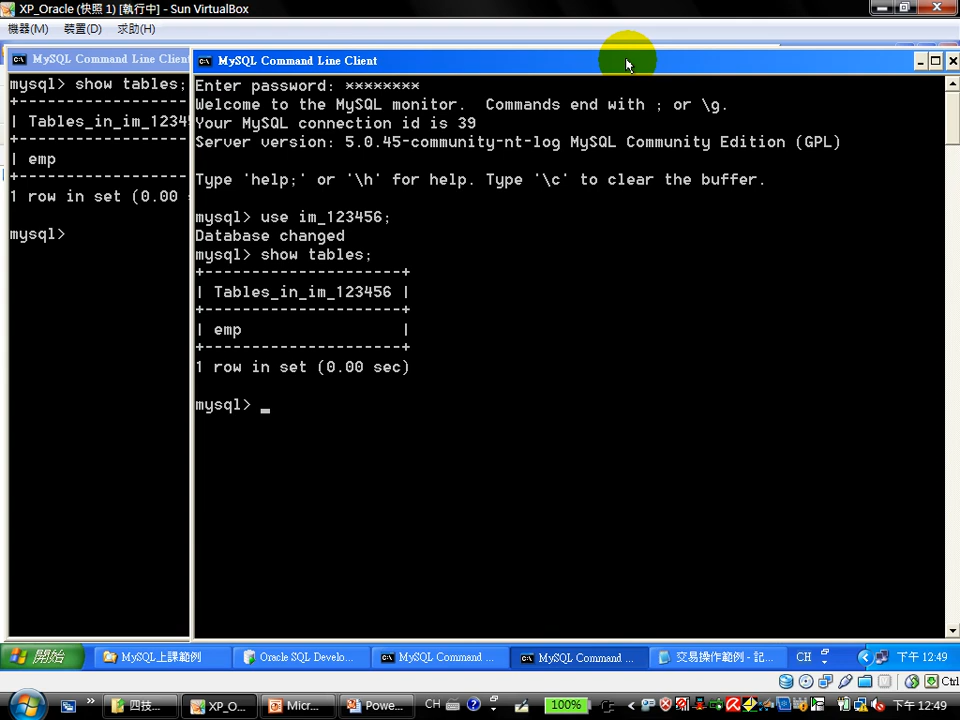 XP_Oracle (快照 1) [執行中] - Sun VirtualBox
機器(M) 裝置(D) 求助(H)
MySQL Command Line Client
mysql> show tables;
+------------------
| Tables_in_im_1234
+------------------
| emp
+------------------
1 row in set (0.00
mysql>
MySQL Command Line Client
Enter password: ********
Welcome to the MySQL monitor. Commands end with ; or \g.
Your MySQL connection id is 39
Server version: 5.0.45-community-nt-log MySQL Community Edition (GPL)
Type 'help;' or '\h' for help. Type '\c' to clear the buffer.
mysql> use im_123456;
Database changed
mysql> show tables;
+---------------------+
| Tables_in_im_123456 |
+---------------------+
| emp |
+---------------------+
1 row in set (0.00 sec)
mysql> _
開始 MySQL上課範例 Oracle SQL Develo... MySQL Command ... MySQL Command ... 交易操作範例 - 記... CH 下午 12:49
Ctrl
四技... XP_O... Micr... Powe... CH 100% 下午 12:49